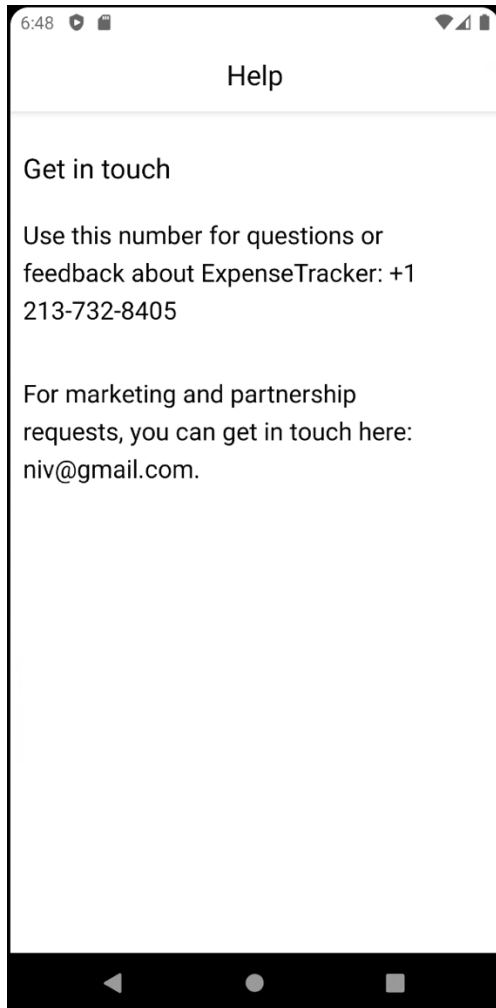 6:48
Help
Get in touch
Use this number for questions or
feedback about ExpenseTracker: +1
213-732-8405
For marketing and partnership
requests, you can get in touch here:
niv@gmail.com.